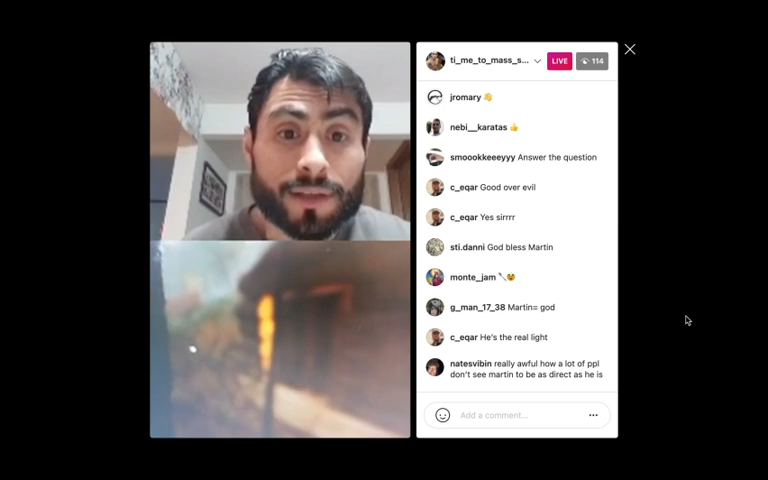 ti_me_to_mass_s...
LIVE
114
jromary 👋
nebi__karatas 👍
smoookkeeeyyy Answer the question
c_eqar Good over evil
c_eqar Yes sirrrr
sti.danni God bless Martin
monte_jam
g_man_17_38 Martin= god
c_eqar He's the real light
natesvibin really awful how a lot of ppl
don't see martin to be as direct as he is
Add a comment...